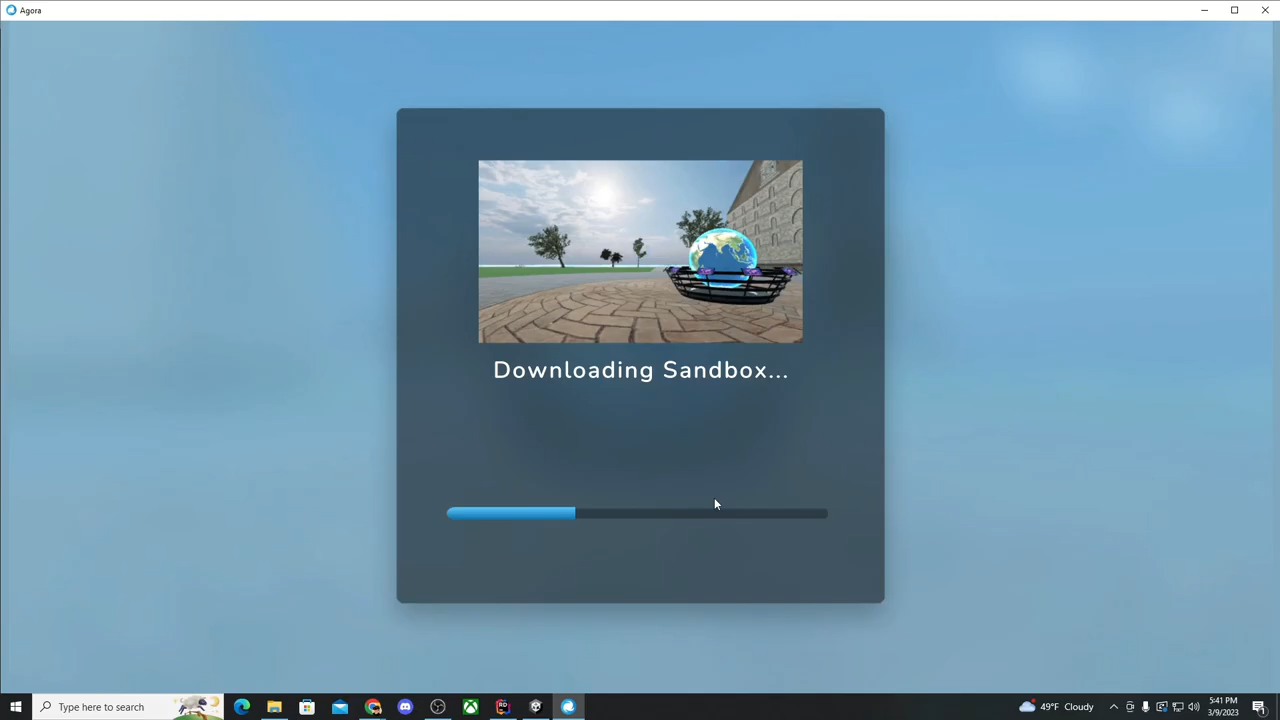 Agora
Downloading Sandbox...
Type here to search
49°F Cloudy
5:41 PM
3/9/2023